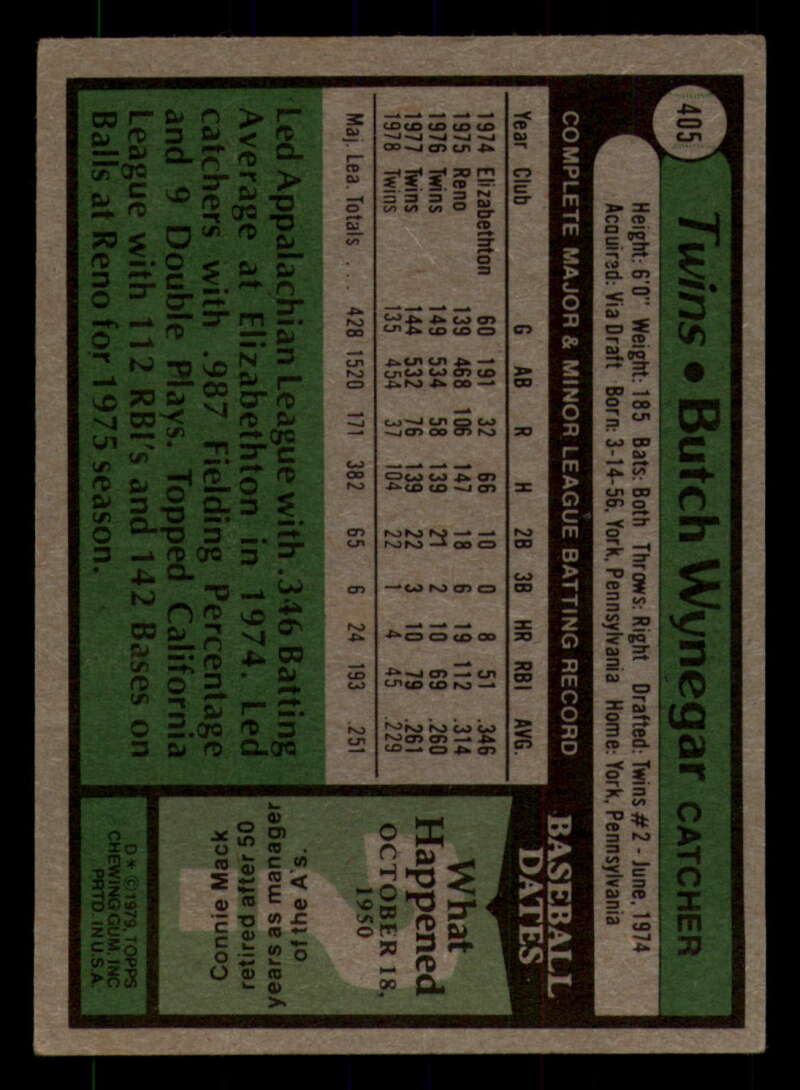 405
Twins • Butch Wynegar CATCHER
Height: 6'0" Weight: 185 Bats: Both Throws: Right Drafted: Twins #2 - June, 1974
Acquired: Via Draft Born: 3-14-56, York, Pennsylvania Home: York, Pennsylvania
COMPLETE MAJOR & MINOR LEAGUE BATTING RECORD
Year Club G AB R H 2B 3B HR RBI AVG.
1974 Elizabethton 60 191 32 66 10 0 8 51 .346
1975 Reno 139 468 106 147 18 6 19 112 .314
1976 Twins 149 534 58 139 21 2 10 69 .260
1977 Twins 144 532 76 139 22 3 10 79 .261
1978 Twins 135 454 37 104 22 1 4 45 .229
Maj. Lea. Totals . . . 428 1520 171 382 65 6 24 193 .251
Led Appalachian League with .346 Batting
Average at Elizabethton in 1974. Led
catchers with .987 Fielding Percentage
and 9 Double Plays. Topped California
League with 112 RBI's and 142 Bases on
Balls at Reno for 1975 season.
BASEBALL
DATES
What
Happened
OCTOBER 18,
1950
Connie Mack
retired after 50
years as manager
of the A's.
D * © 1979, TOPPS
CHEWING GUM, INC
PRTD. IN U.S.A.